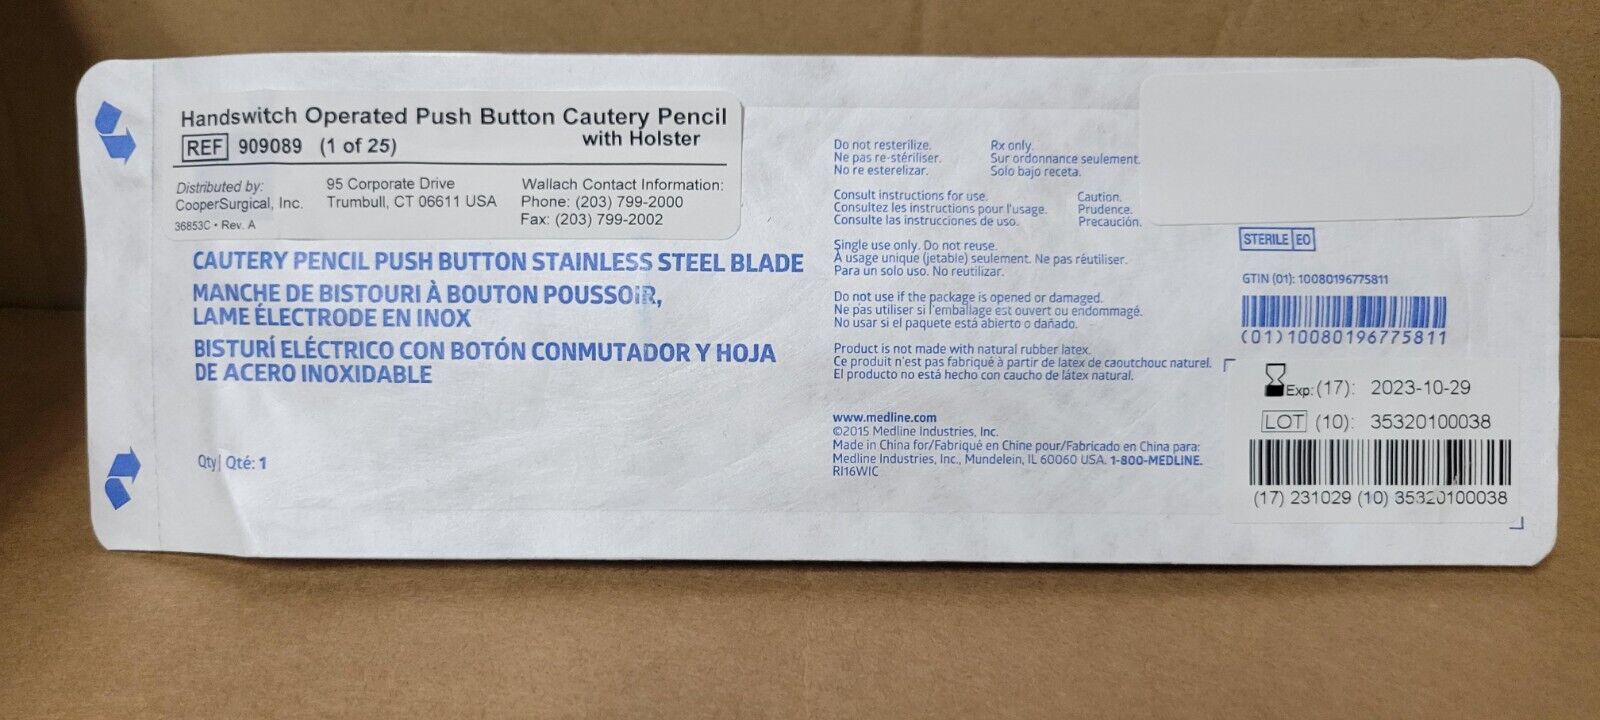 Handswitch Operated Push Button Cautery Pencil
with Holster
REF 909089 (1 of 25)
Distributed by:
CooperSurgical, Inc.
36853C • Rev. A
95 Corporate Drive
Trumbull, CT 06611 USA
Wallach Contact Information:
Phone: (203) 799-2000
Fax: (203) 799-2002
CAUTERY PENCIL PUSH BUTTON STAINLESS STEEL BLADE
MANCHE DE BISTOURI À BOUTON POUSSOIR,
LAME ÉLECTRODE EN INOX
BISTURÍ ELÉCTRICO CON BOTÓN CONMUTADOR Y HOJA
DE ACERO INOXIDABLE
Qty | Qté: 1
Do not resterilize.
Ne pas re-stériliser.
No re esterelizar.
Rx only.
Sur ordonnance seulement.
Solo bajo receta.
Consult instructions for use.
Consultez les instructions pour l'usage.
Consulte las instrucciones de uso.
Caution.
Prudence.
Precaución.
Single use only. Do not reuse.
À usage unique (jetable) seulement. Ne pas réutiliser.
Para un solo uso. No reutilizar.
Do not use if the package is opened or damaged.
Ne pas utiliser si l'emballage est ouvert ou endommagé.
No usar si el paquete está abierto o dañado.
Product is not made with natural rubber latex.
Ce produit n'est pas fabriqué à partir de latex de caoutchouc naturel.
El producto no está hecho con caucho de látex natural.
www.medline.com
©2015 Medline Industries, Inc.
Made in China for/Fabriqué en Chine pour/Fabricado en China para:
Medline Industries, Inc., Mundelein, IL 60060 USA. 1-800-MEDLINE.
RI16WIC
STERILE EO
GTIN (01): 10080196775811
(01)10080196775811
Exp: (17): 2023-10-29
LOT (10): 35320100038
(17) 231029 (10) 35320100038